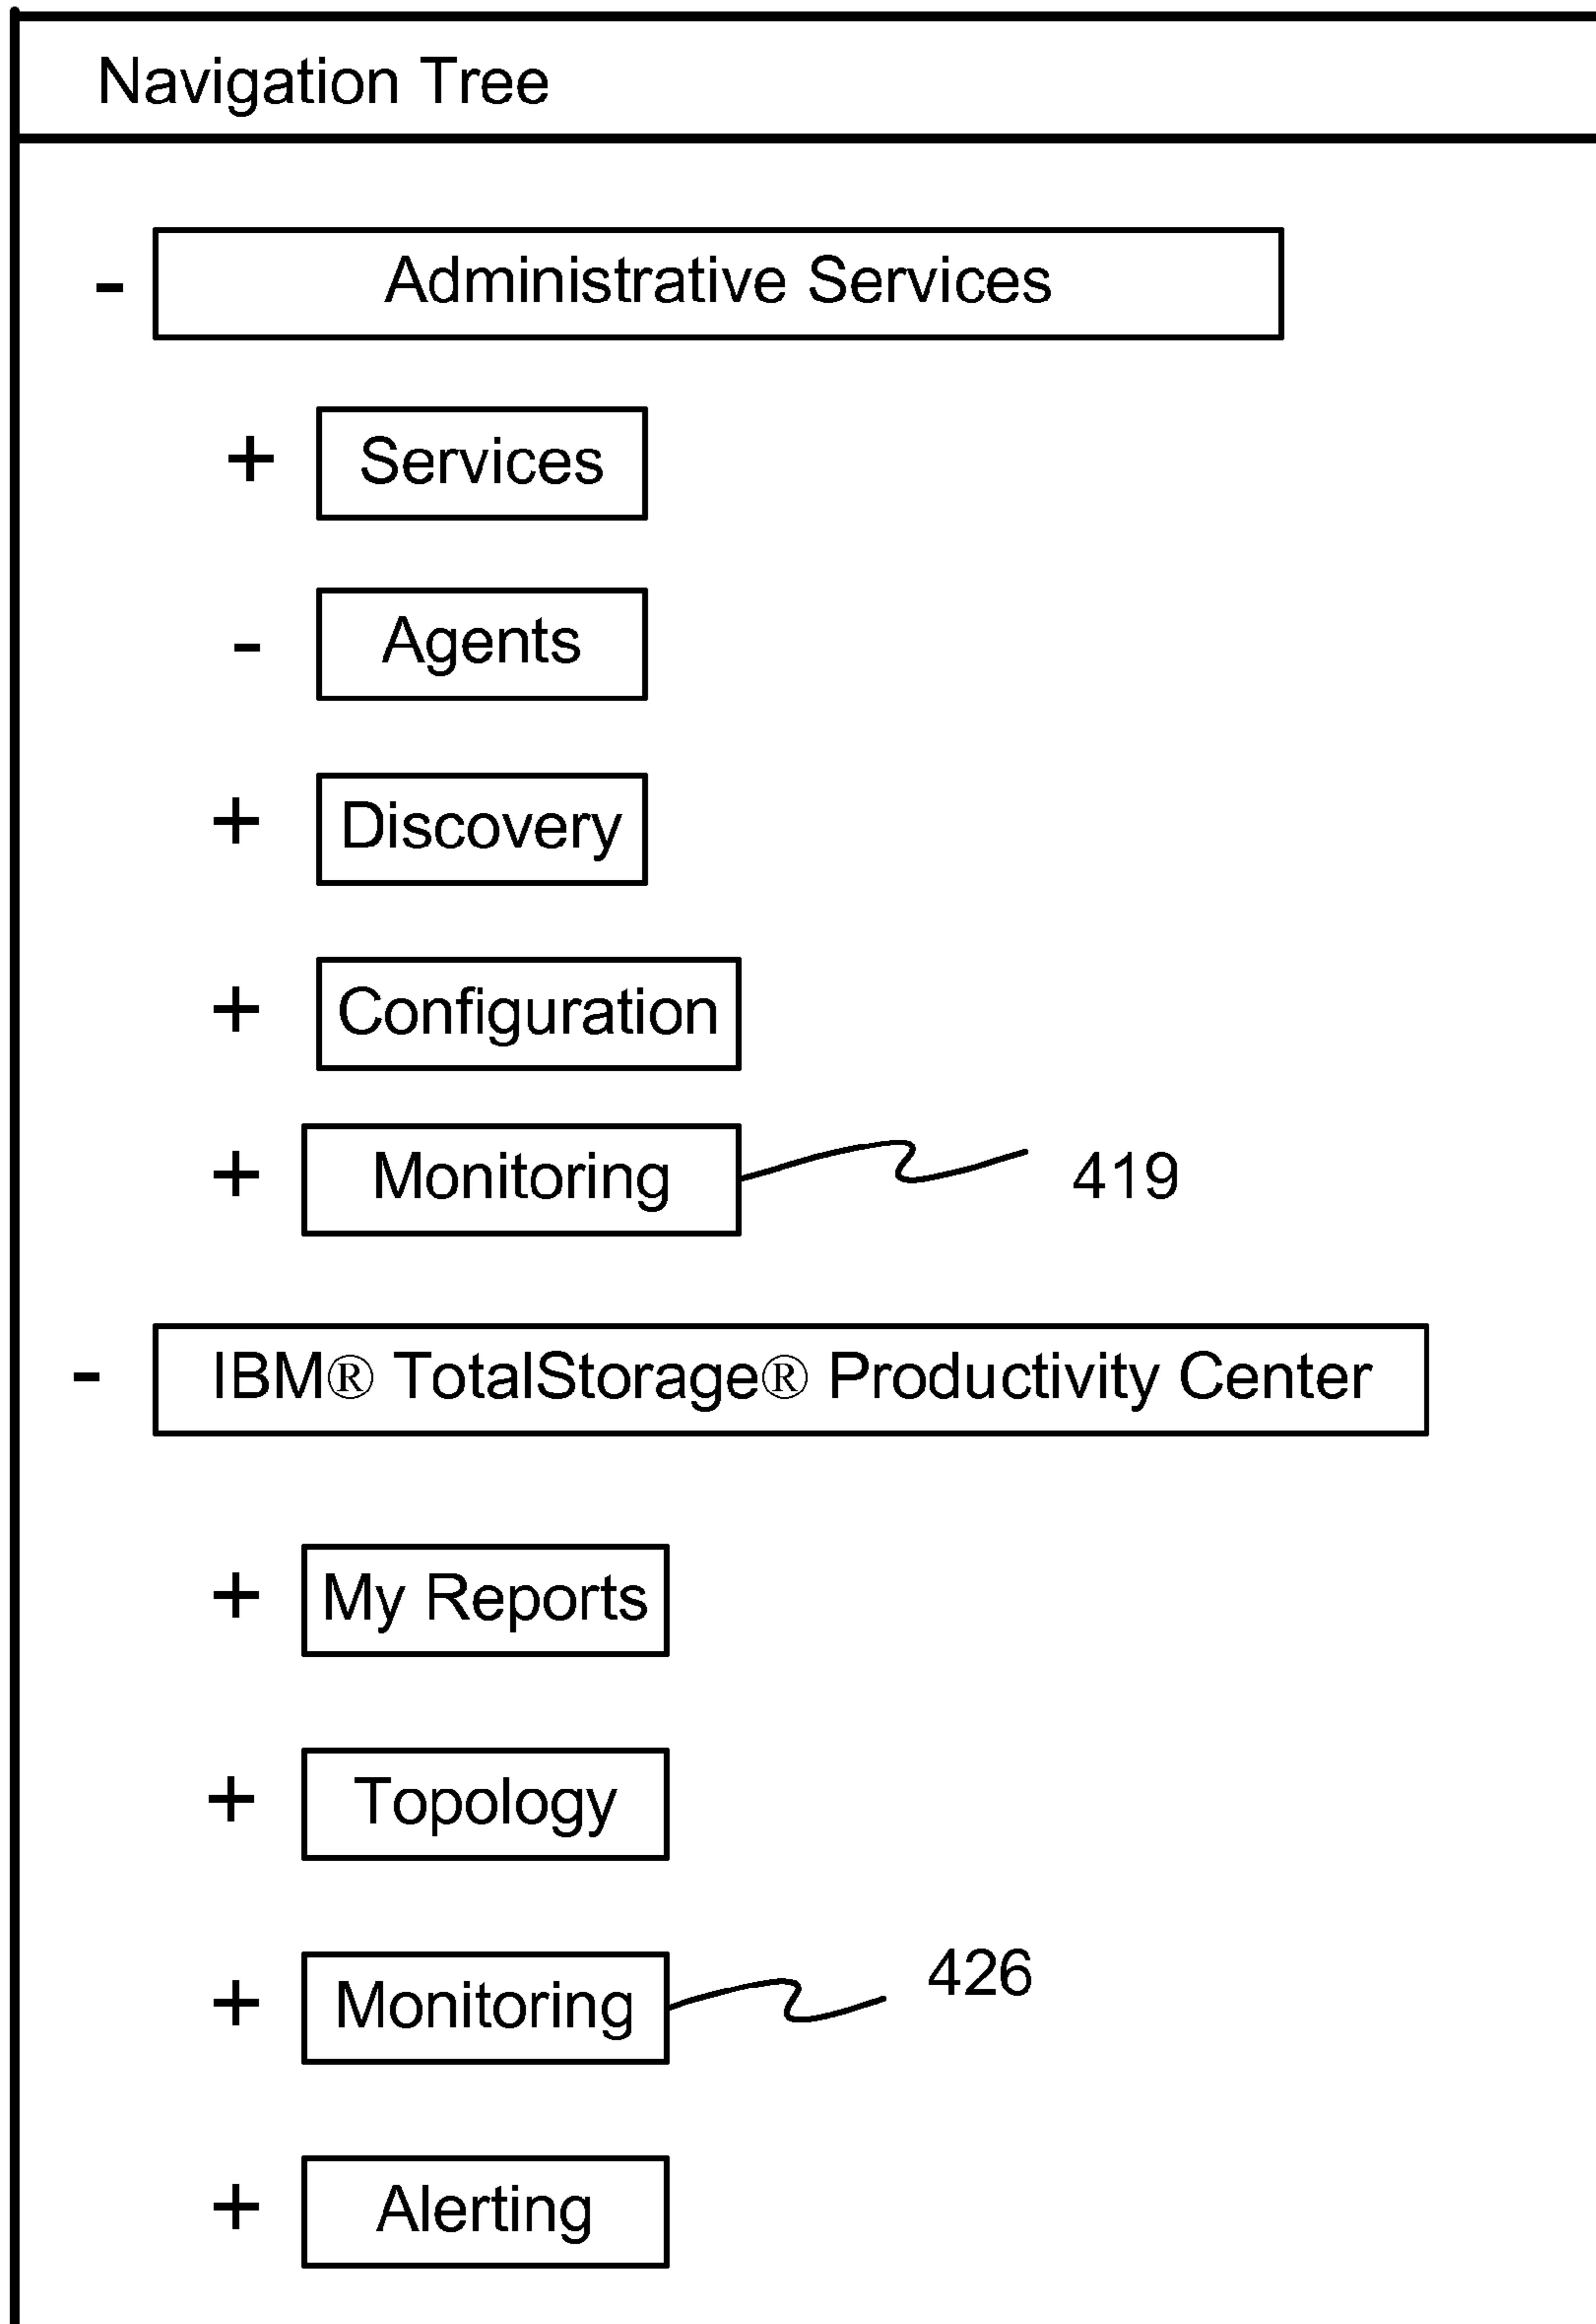 Navigation Tree
- Administrative Services
+ Services
- Agents
+ Discovery
+ Configuration
+ Monitoring 419
- IBM® TotalStorage® Productivity Center
+ My Reports
+ Topology
+ Monitoring 426
+ Alerting